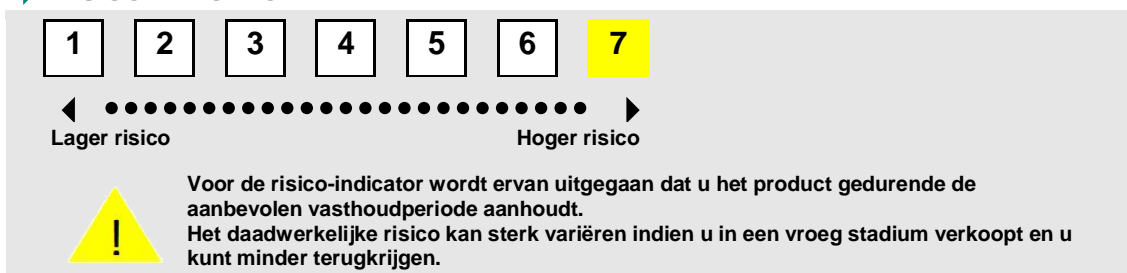 1 2 3 4 5 6 7
Lager risico Hoger risico
Voor de risico-indicator wordt ervan uitgegaan dat u het product gedurende de
aanbevolen vasthoudperiode aanhoudt.
Het daadwerkelijke risico kan sterk variëren indien u in een vroeg stadium verkoopt en u
kunt minder terugkrijgen.
!